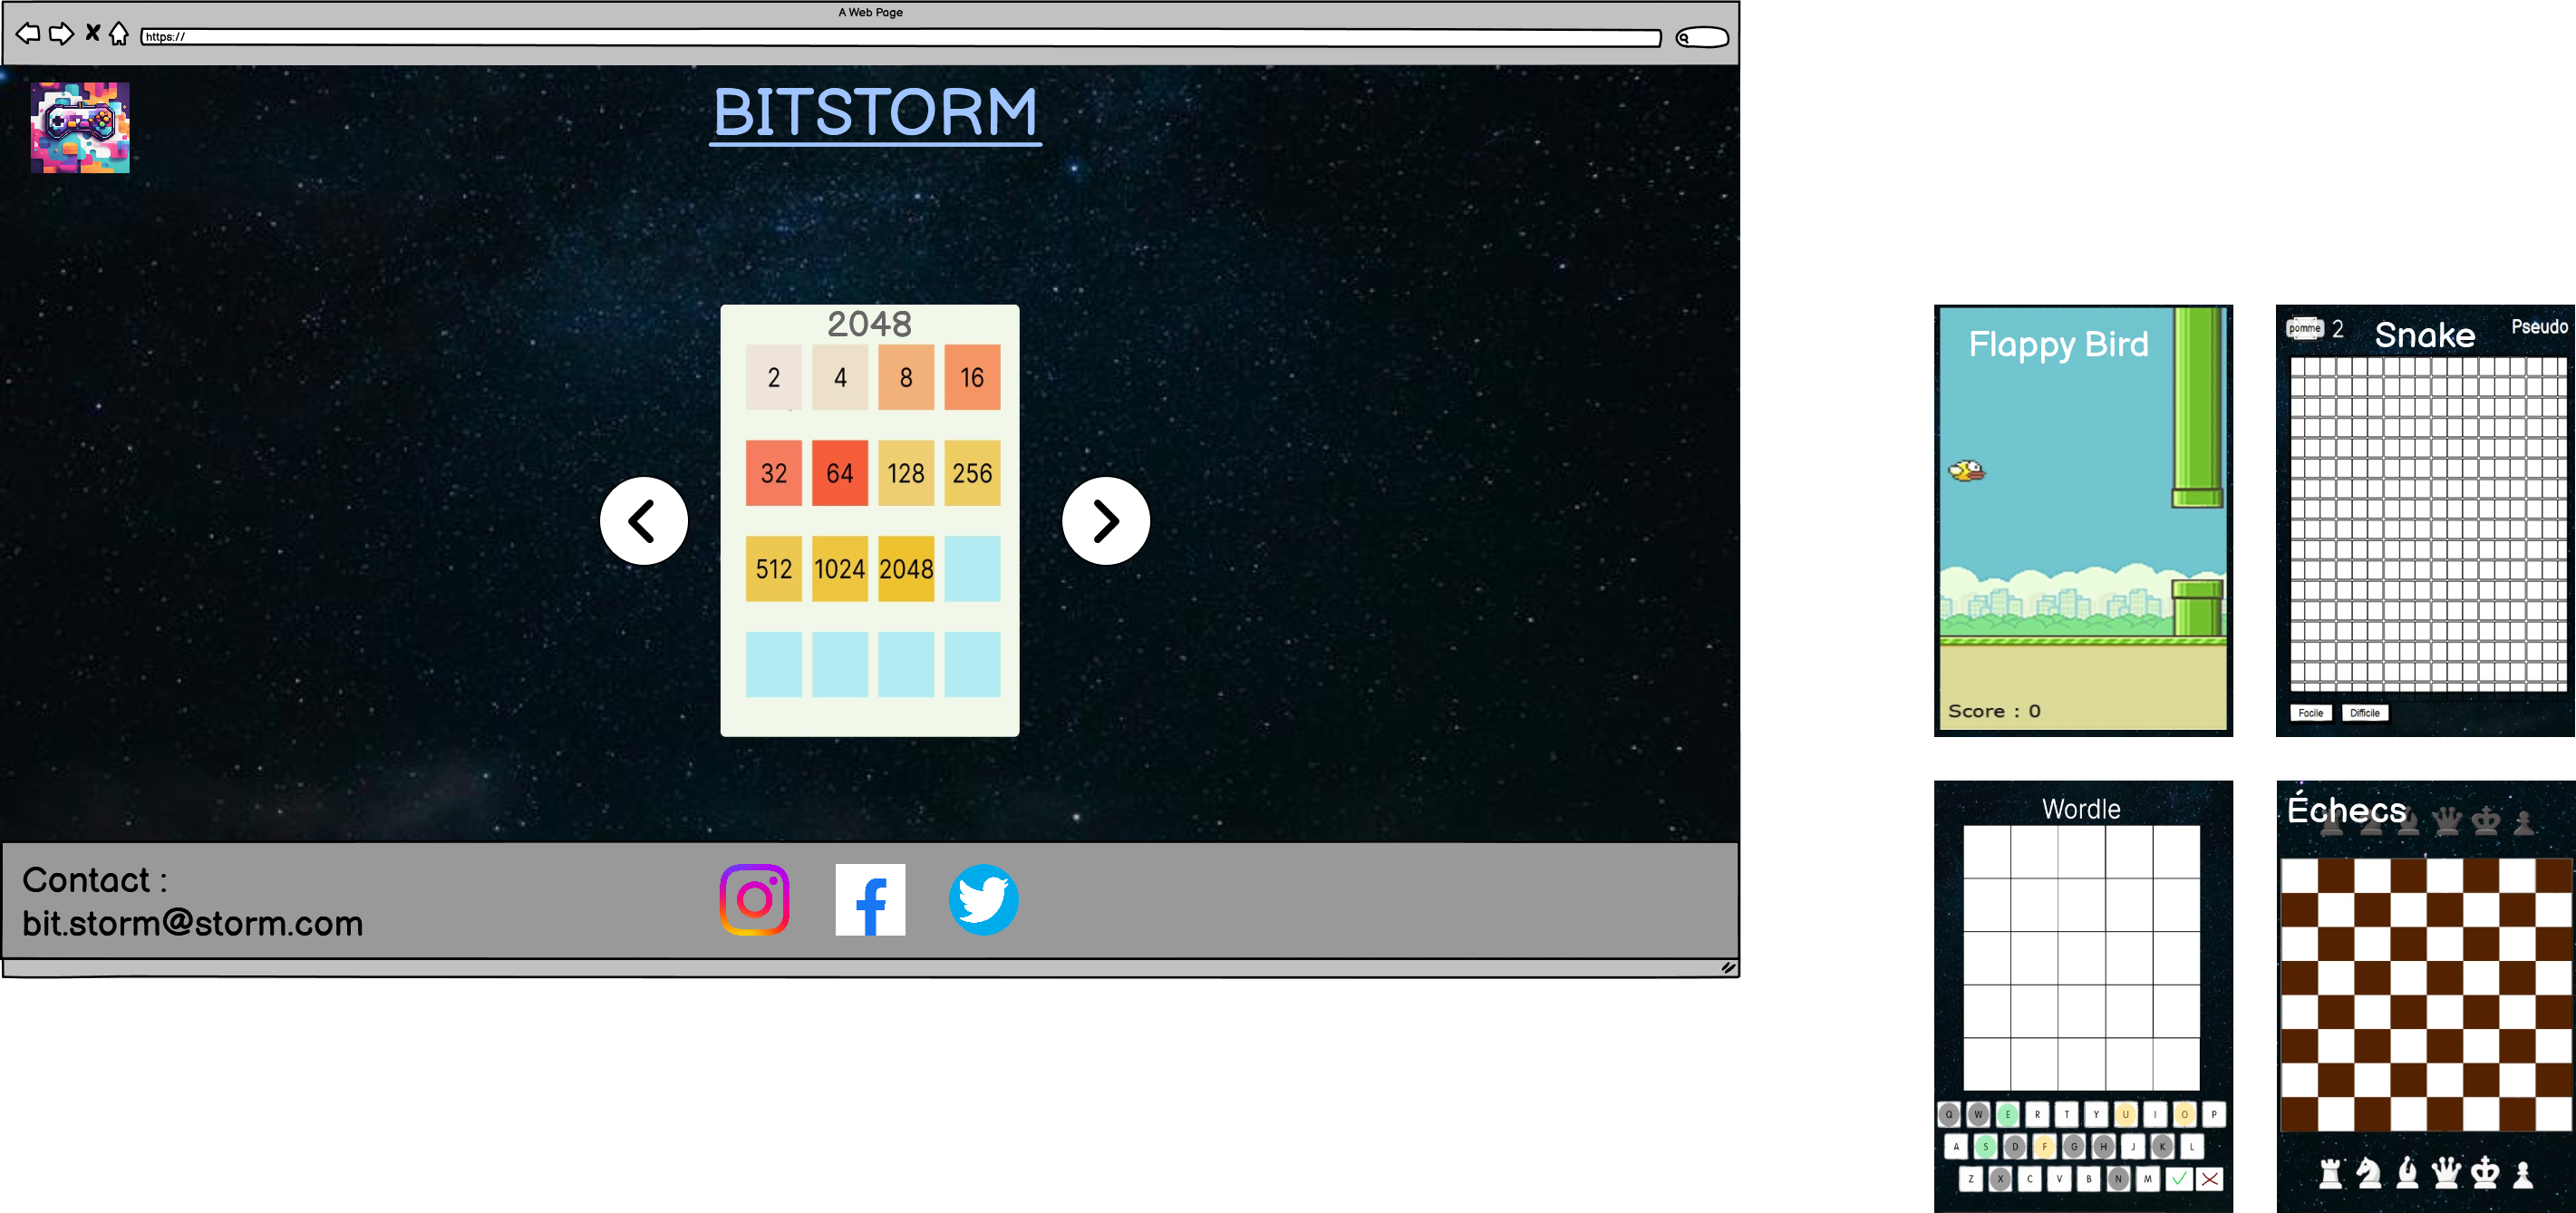 A Web Page
https://
BITSTORM
2048
2 4 8 16
32 64 128 256
512 1024 2048
Contact :
bit.storm@storm.com
Flappy Bird
Score : 0
pomme 2 Snake Pseudo
Facile Difficile
Wordle
Q W E R T Y U I O P
A S D F G H J K L
Z X C V B N M
Échecs